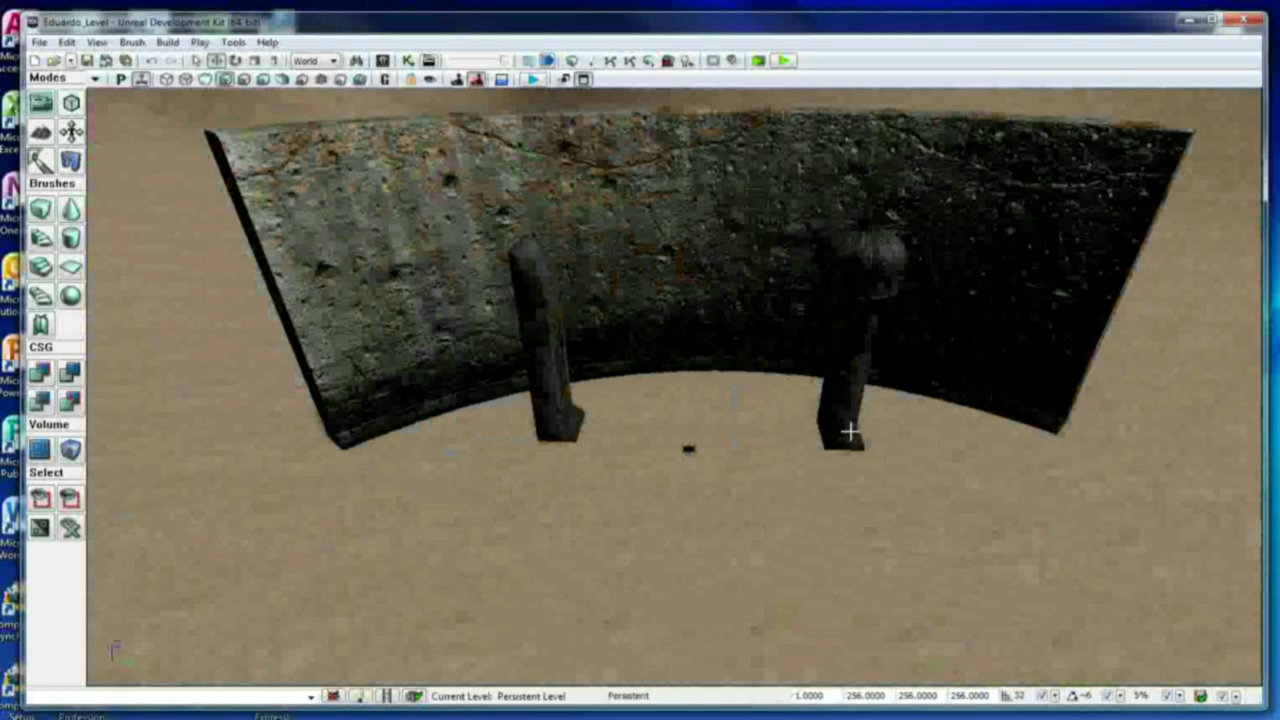 Eduardo_Level - Unreal Development Kit (64-bit)
File Edit View Brush Build Play Tools Help
World
Modes
P
G
Brushes
CSG
Volume
Select
Current Level: Persistent Level Persistent 1.0000 256.0000 256.0000 256.0000 32 5%